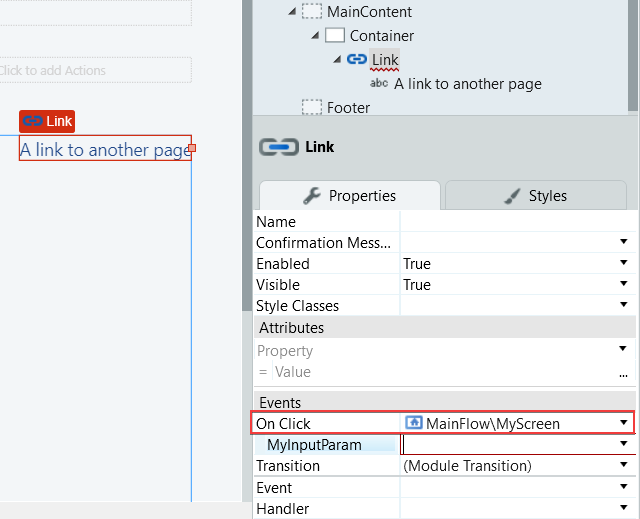 Click to add Actions
Link
A link to another page
MainContent
Container
Link
abc A link to another page
Footer
Link
Properties
Styles
Name
Confirmation Mess...
Enabled True
Visible True
Style Classes
Attributes
Property
= Value ...
Events
On Click MainFlow\MyScreen
MyInputParam
Transition (Module Transition)
Event
Handler